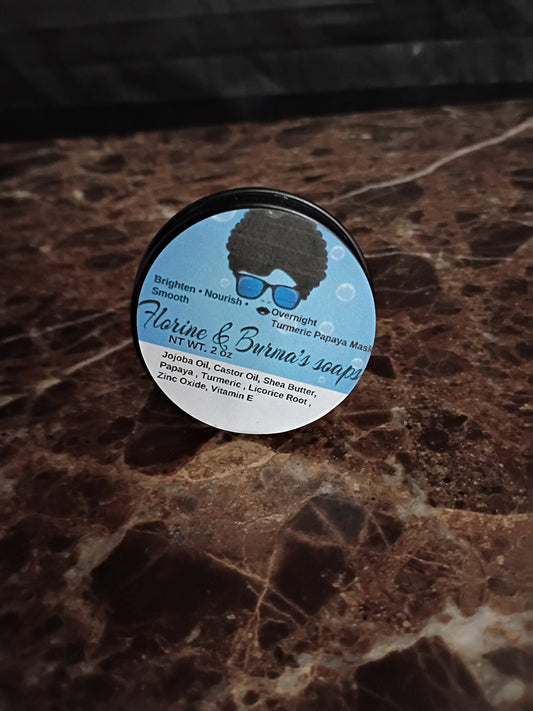 Brighten • Nourish •
Smooth
Overnight
Turmeric Papaya Mask
Florine & Burma's soaps
NT WT. 2 oz
Jojoba Oil, Castor Oil, Shea Butter,
Papaya , Turmeric , Licorice Root ,
Zinc Oxide, Vitamin E